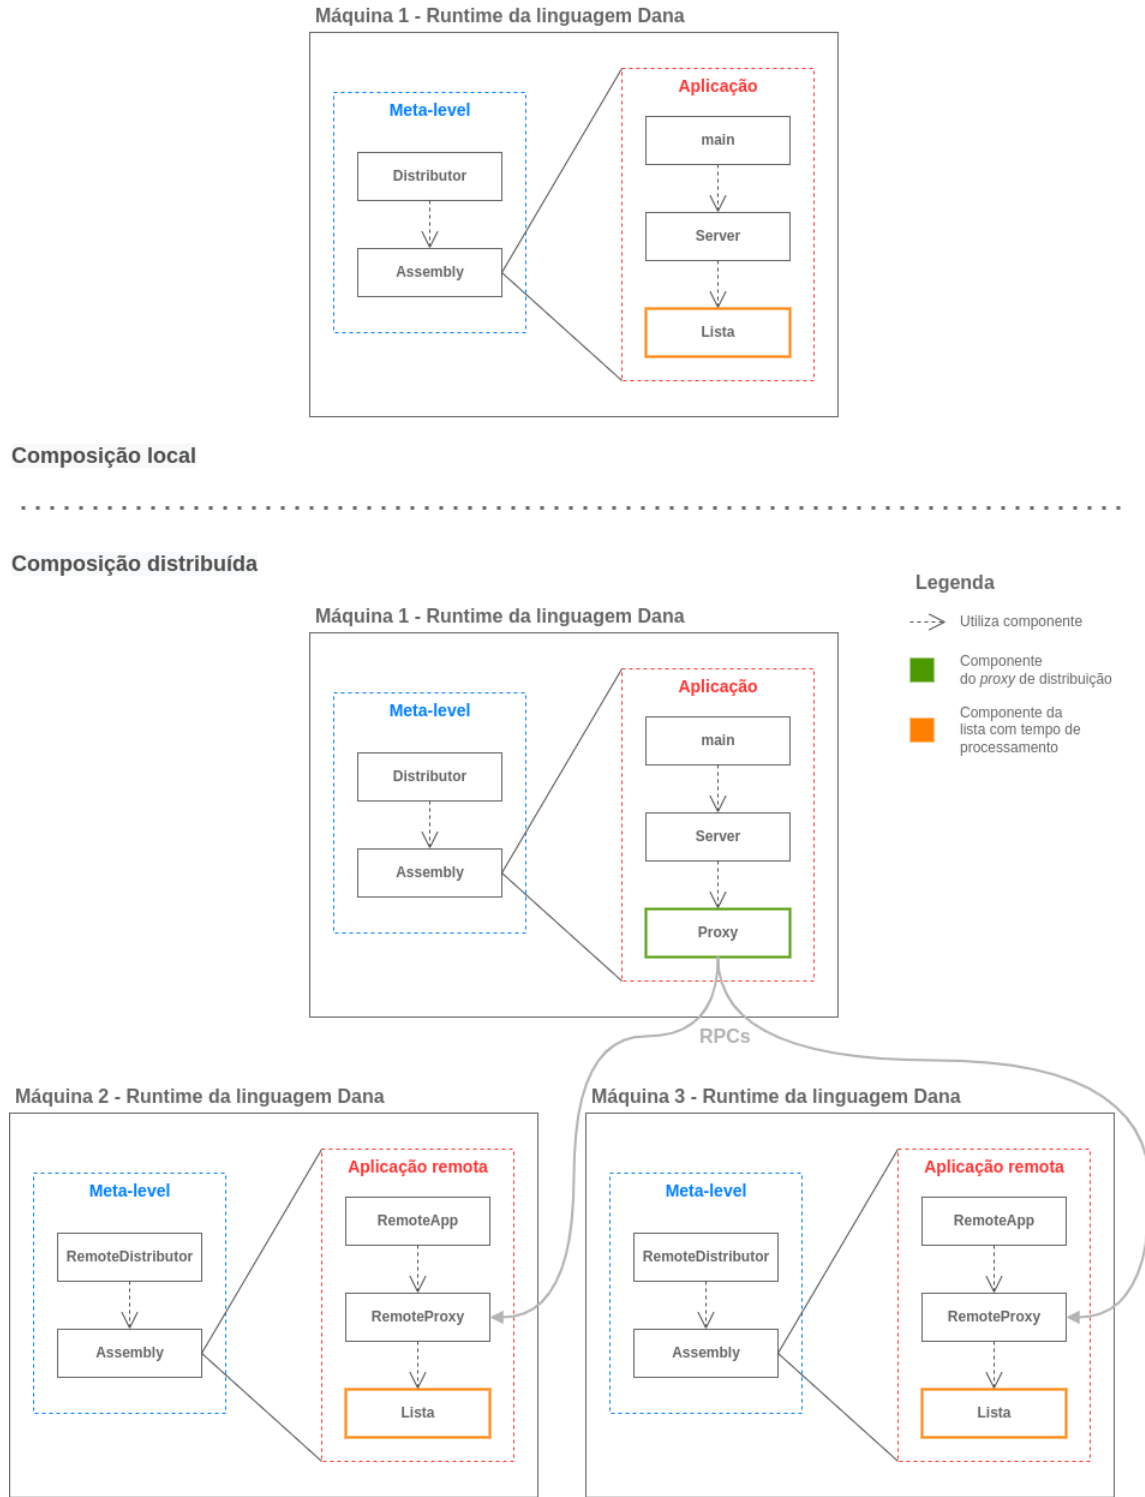 Máquina 1 - Runtime da linguagem Dana
Meta-level
Distributor
Assembly
Aplicação
main
Server
Lista
Composição local
Composição distribuída
Legenda
Utiliza componente
Componente
do proxy de distribuição
Componente da
lista com tempo de
processamento
Máquina 1 - Runtime da linguagem Dana
Meta-level
Distributor
Assembly
Aplicação
main
Server
Proxy
RPCs
Máquina 2 - Runtime da linguagem Dana
Meta-level
RemoteDistributor
Assembly
Aplicação remota
RemoteApp
RemoteProxy
Lista
Máquina 3 - Runtime da linguagem Dana
Meta-level
RemoteDistributor
Assembly
Aplicação remota
RemoteApp
RemoteProxy
Lista